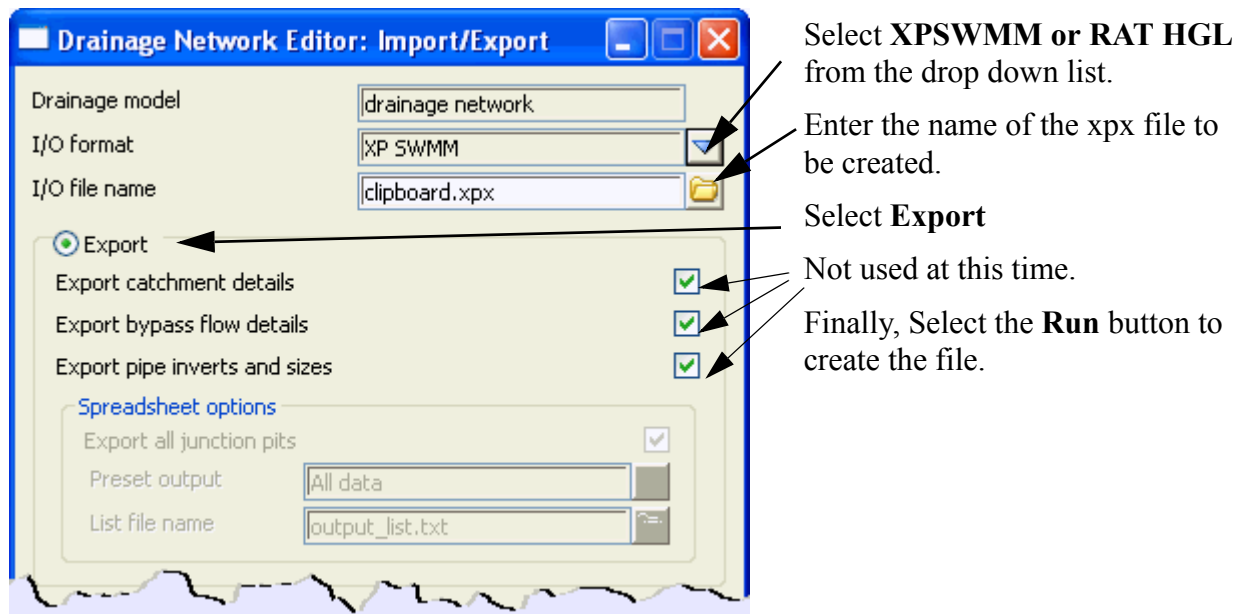 Drainage Network Editor: Import/Export
Drainage model
drainage network
I/O format
XP SWMM
I/O file name
clipboard.xpx
Export
Export catchment details
Export bypass flow details
Export pipe inverts and sizes
Spreadsheet options
Export all junction pits
Preset output
All data
List file name
output_list.txt
Select XPSWMM or RAT HGL
from the drop down list.
Enter the name of the xpx file to
be created.
Select Export
Not used at this time.
Finally, Select the Run button to
create the file.